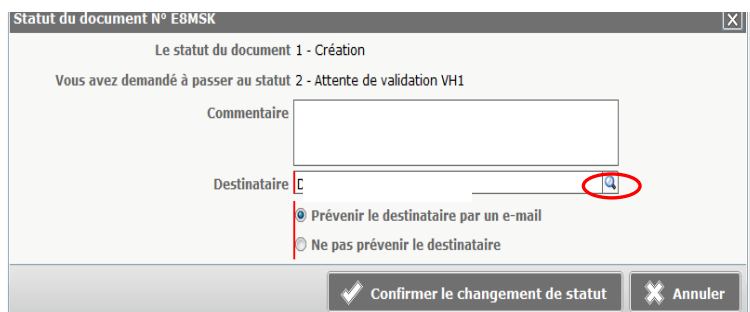 Statut du document N° E8MSK
Le statut du document 1 - Création
Vous avez demandé à passer au statut 2 - Attente de validation VH1
Commentaire
Destinataire
Prévenir le destinataire par un e-mail
Ne pas prévenir le destinataire
Confirmer le changement de statut Annuler